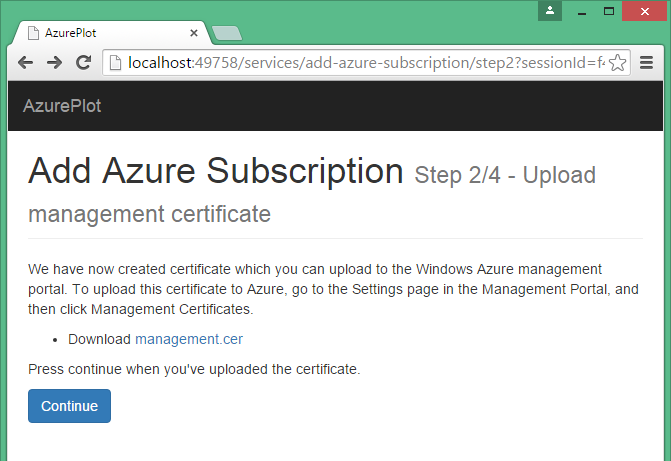 AzurePlot
localhost:49758/services/add-azure-subscription/step2?sessionId=f4
AzurePlot
Add Azure Subscription Step 2/4 - Upload
management certificate
We have now created certificate which you can upload to the Windows Azure management
portal. To upload this certificate to Azure, go to the Settings page in the Management Portal, and
then click Management Certificates.
• Download management.cer
Press continue when you've uploaded the certificate.
Continue